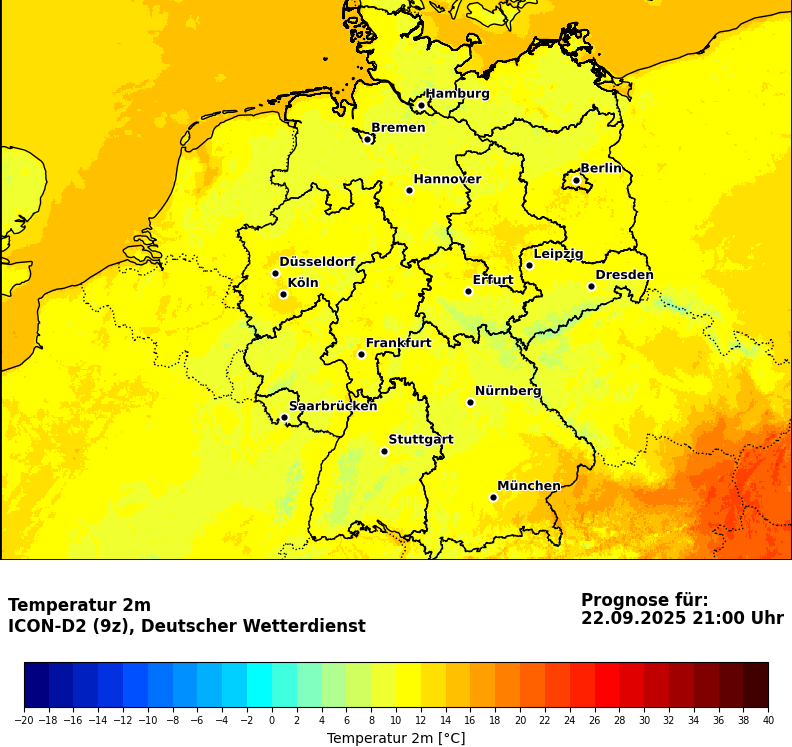 Hamburg
Bremen
Berlin
Hannover
Leipzig
Düsseldorf
Dresden
Erfurt
Köln
Frankfurt
Nürnberg
Saarbrücken
Stuttgart
München
Temperatur 2m
ICON-D2 (9z), Deutscher Wetterdienst
Prognose für:
22.09.2025 21:00 Uhr
−20 −18 −16 −14 −12 −10 −8 −6 −4 −2 0 2 4 6 8 10 12 14 16 18 20 22 24 26 28 30 32 34 36 38 40
Temperatur 2m [°C]